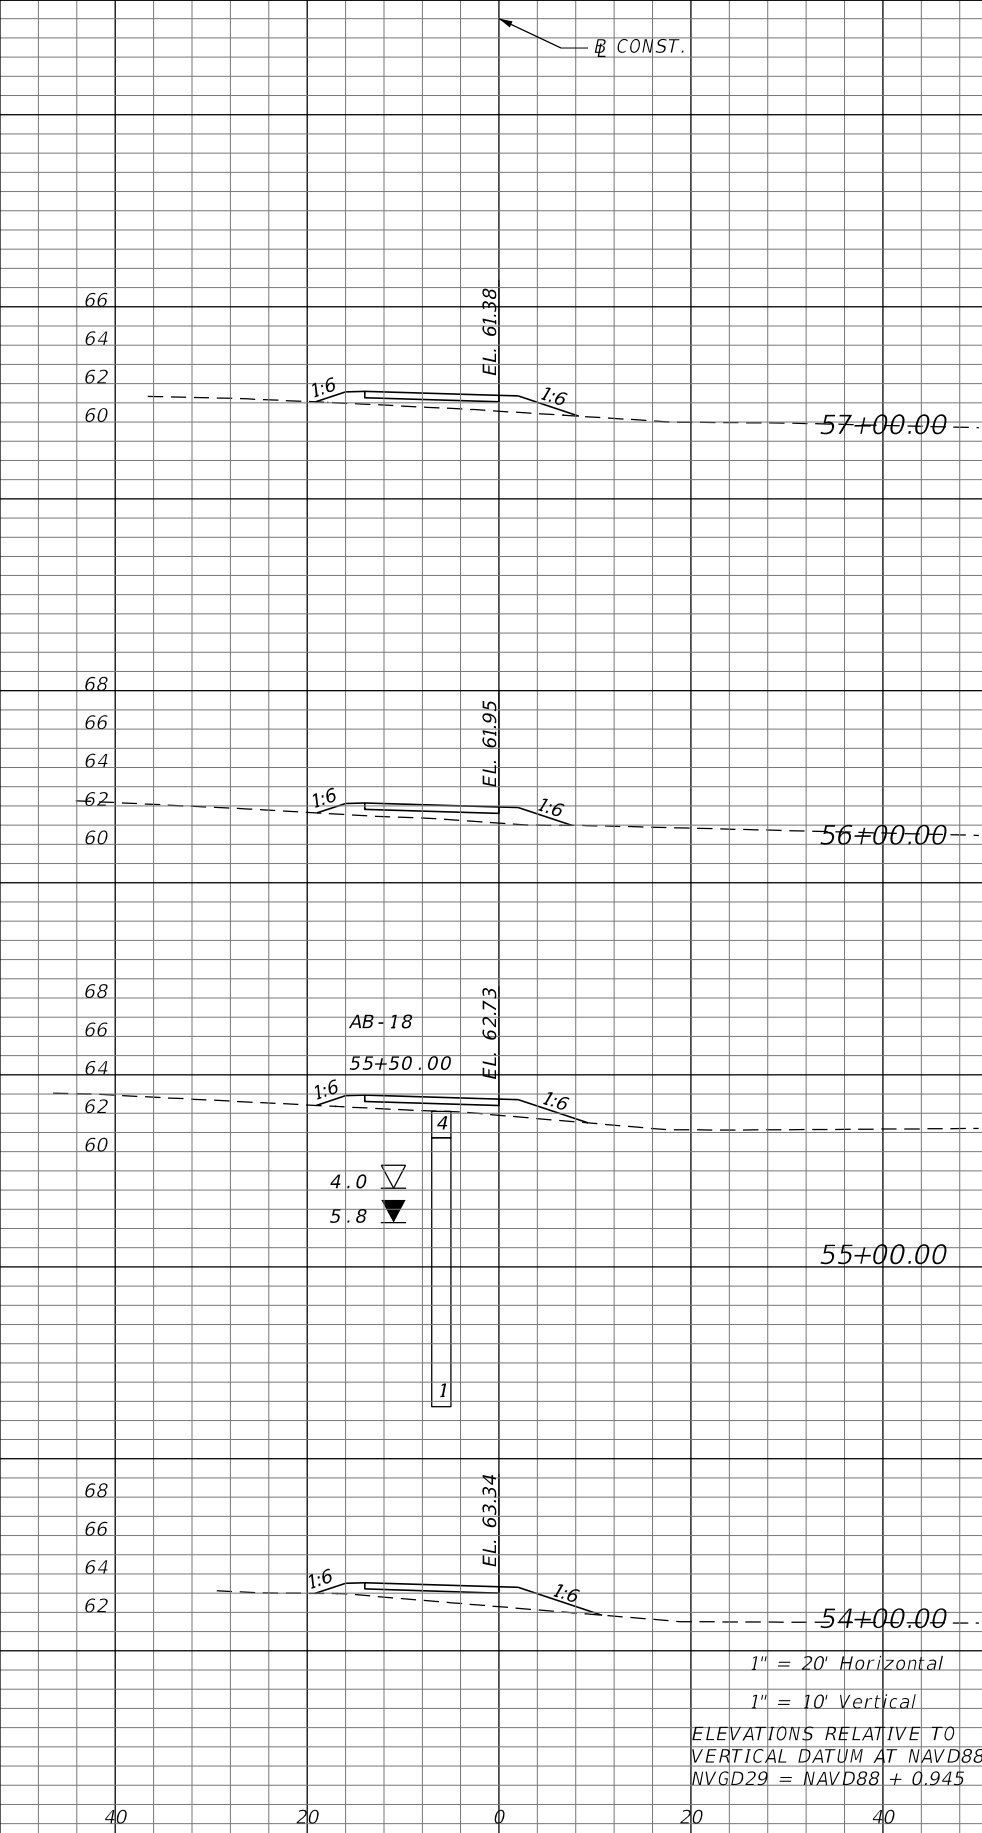 ℄ CONST.
EL. 61.38
66
64
62
60
1:6
1:6
57+00.00
EL. 61.95
68
66
64
62
60
1:6
1:6
56+00.00
EL. 62.73
68
66
64
62
60
AB-18
55+50.00
1:6
1:6
4
4.0
5.8
55+00.00
1
EL. 63.34
68
66
64
62
1:6
1:6
54+00.00
1" = 20' Horizontal
1" = 10' Vertical
ELEVATIONS RELATIVE TO
VERTICAL DATUM AT NAVD88
NVGD29 = NAVD88 + 0.945
40 20 0 20 40